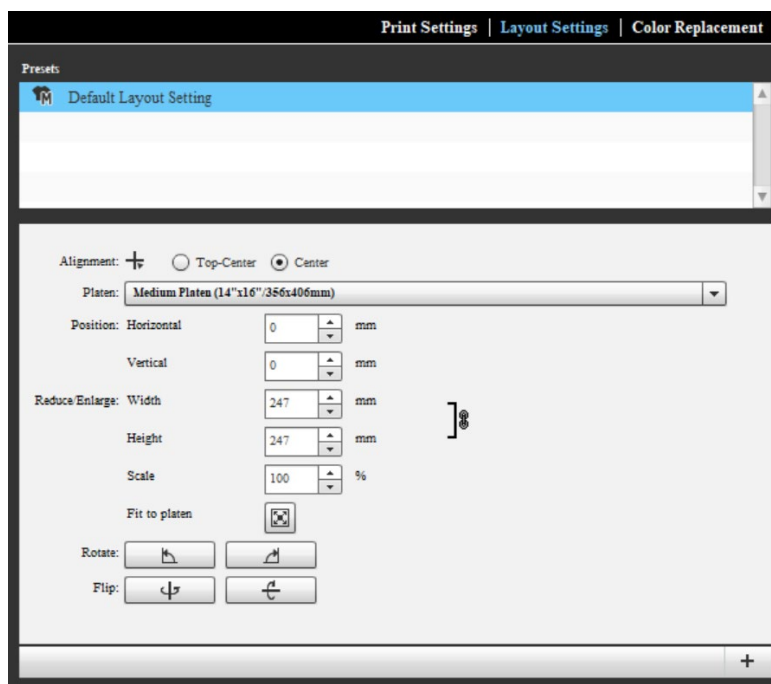 Print Settings | Layout Settings | Color Replacement
Presets
M Default Layout Setting
Alignment: Top-Center Center
Platen: Medium Platen (14"x16"/356x406mm)
Position: Horizontal 0 mm
Vertical 0 mm
Reduce/Enlarge: Width 247 mm
Height 247 mm
Scale 100 %
Fit to platen
Rotate:
Flip: